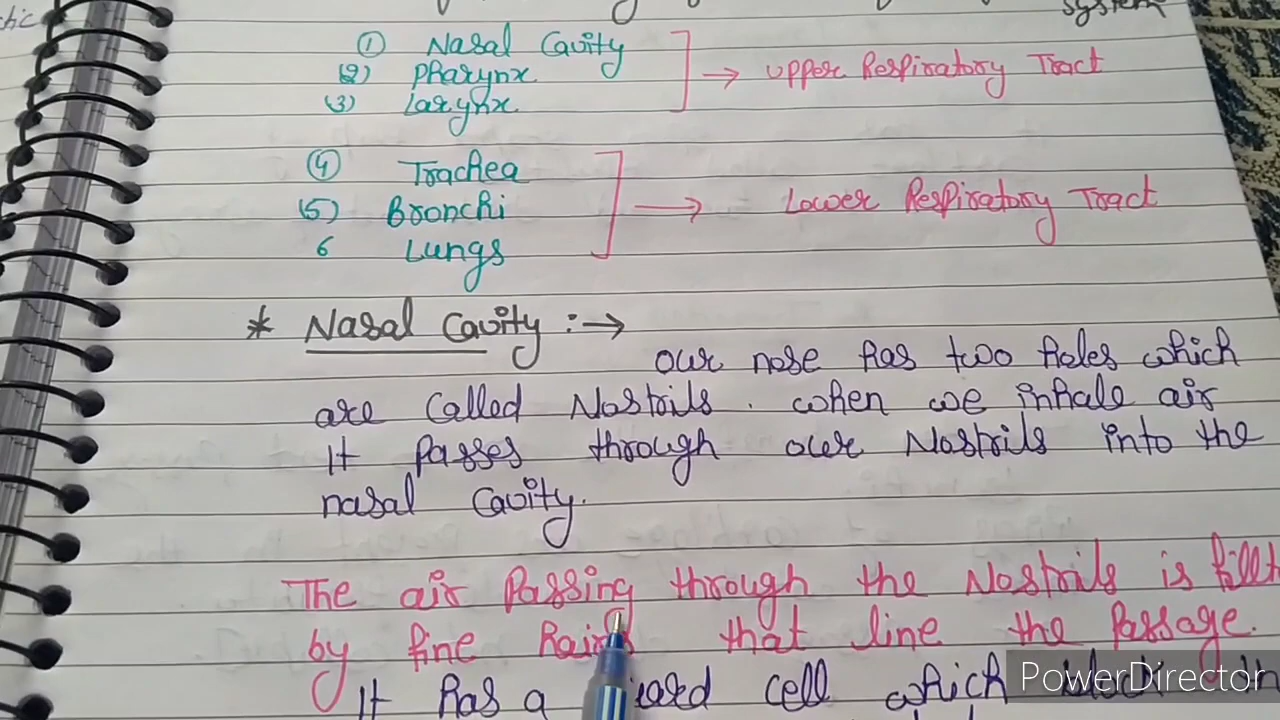 system
① Nasal Cavity
(2) Pharynx
(3) Larynx
→ upper Respiratory Tract
④ Trachea
(5) Bronchi
6 Lungs
→ Lower Respiratory Tract
* Nasal Cavity :→
our nose has two holes which
are called Nostrils. when we inhale air
It passes through our Nostrils into the
nasal cavity.
The air passing through the Nostrils is
by fine hairs that line the passage.
It has a cell which
PowerDirector